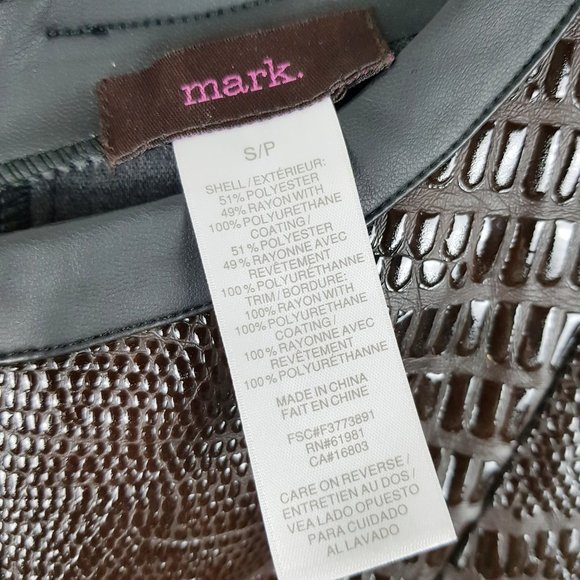 mark.
S/P
SHELL/EXTÉRIEUR:
51% POLYESTER
49% RAYON WITH
100% POLYURETHANE
COATING/
51% POLYESTER
49% RAYONNE AVEC
REVÊTEMENT
100% POLYURÉTHANNE
TRIM/BORDURE:
100% RAYON WITH
100% POLYURETHANE
COATING/
100% RAYONNE AVEC
REVÊTEMENT
100% POLYURÉTHANNE
MADE IN CHINA
FAIT EN CHINE
FSC#F3773891
RN#61981
CA#16803
CARE ON REVERSE/
ENTRETIEN AU DOS/
VEA LADO OPUESTO
PARA CUIDADO
AL LAVADO